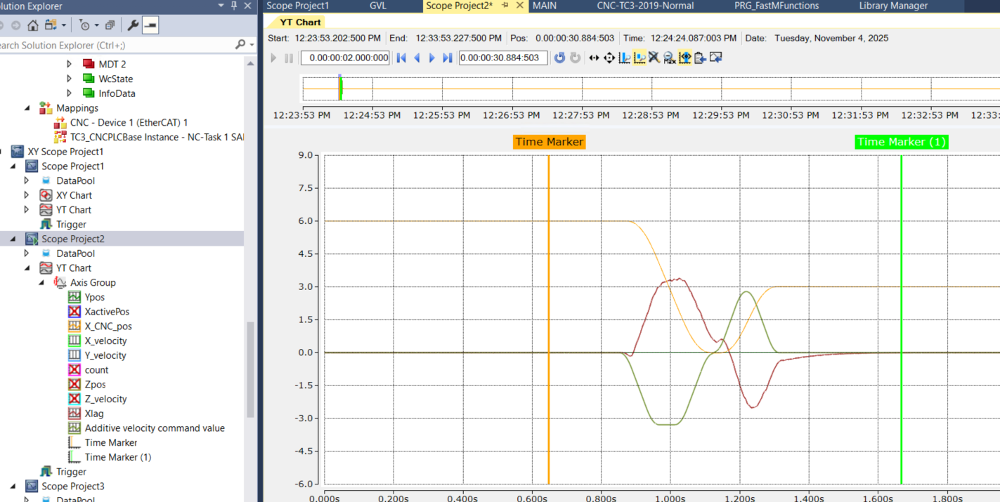 olution Explorer
earch Solution Explorer (Ctrl+;)
MDT 2
WcState
InfoData
Mappings
CNC - Device 1 (EtherCAT) 1
TC3_CNCPLCBase Instance - NC-Task 1 SAI
XY Scope Project1
Scope Project1
DataPool
XY Chart
YT Chart
Trigger
Scope Project2
DataPool
YT Chart
Axis Group
Ypos
XactivePos
X_CNC_pos
X_velocity
Y_velocity
count
Zpos
Z_velocity
Xlag
Additive velocity command value
Time Marker
Time Marker (1)
Trigger
Scope Project3
DataPool
Scope Project1 GVL Scope Project2* MAIN CNC-TC3-2019-Normal PRG_FastMFunctions Library Manager
YT Chart
Start: 12:23:53.202:500 PM End: 12:33:53.227:500 PM Pos: 0.00:00:30.884:503 Time: 12:24:24.087:003 PM Date: Tuesday, November 4, 2025
0.00:00:02.000:000 0.00:00:30.884:503 Max
12:23:53 PM 12:24:53 PM 12:25:53 PM 12:26:53 PM 12:27:53 PM 12:28:53 PM 12:29:53 PM 12:30:53 PM 12:31:53 PM 12:32:53 PM 12:33:
Time Marker Time Marker (1)
9.0
7.5
6.0
4.5
3.0
1.5
0.0
-1.5
-3.0
-4.5
-6.0
0.000s 0.200s 0.400s 0.600s 0.800s 1.000s 1.200s 1.400s 1.600s 1.800s